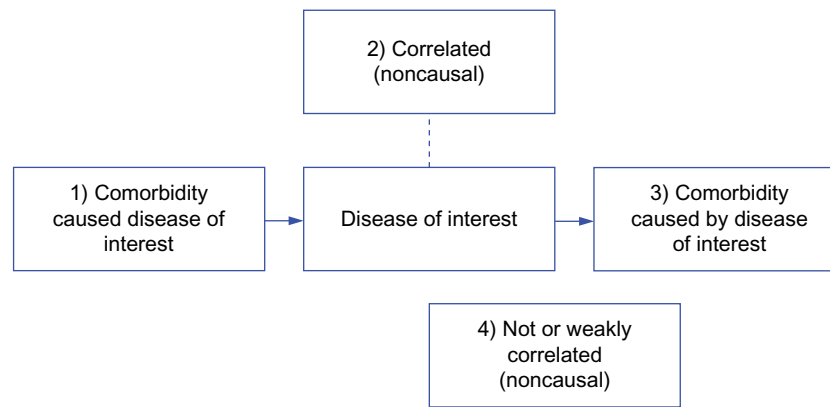 2) Correlated
(noncausal)
1) Comorbidity
caused disease of
interest
Disease of interest
3) Comorbidity
caused by disease
of interest
4) Not or weakly
correlated
(noncausal)